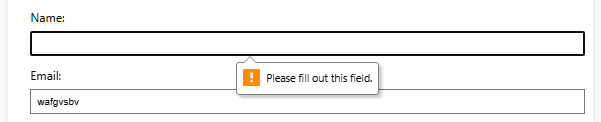 Name:
Please fill out this field.
Email:
wafgvsbv